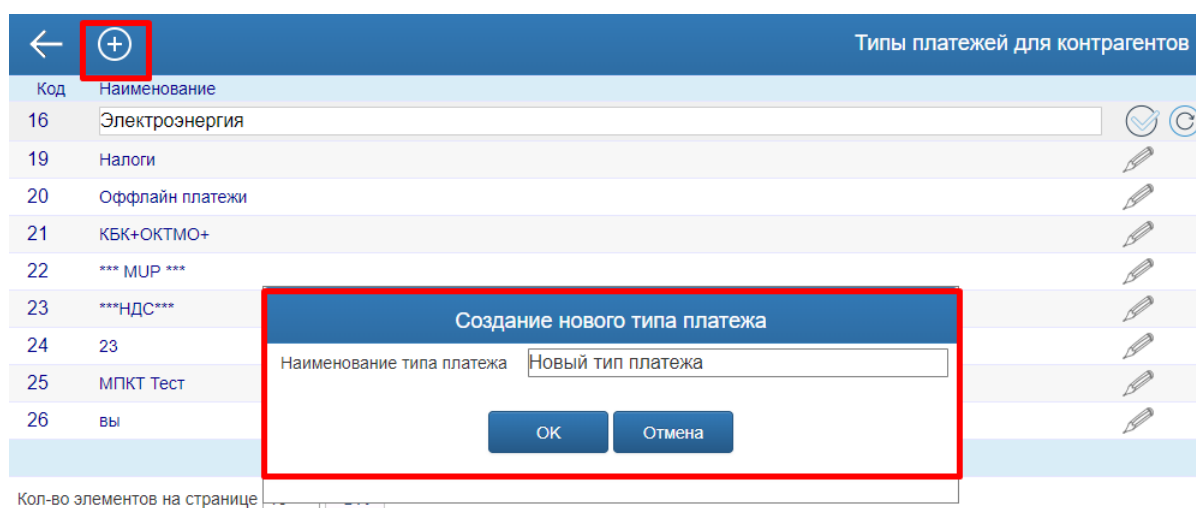 Типы платежей для контрагентов
Код Наименование
16 Электроэнергия
19 Налоги
20 Оффлайн платежи
21 КБК+ОКТМО+
22 *** MUP ***
23 ***НДС***
24 23
25 МПКТ Тест
26 вы
Создание нового типа платежа
Наименование типа платежа Новый тип платежа
OK Отмена
Кол-во элементов на странице